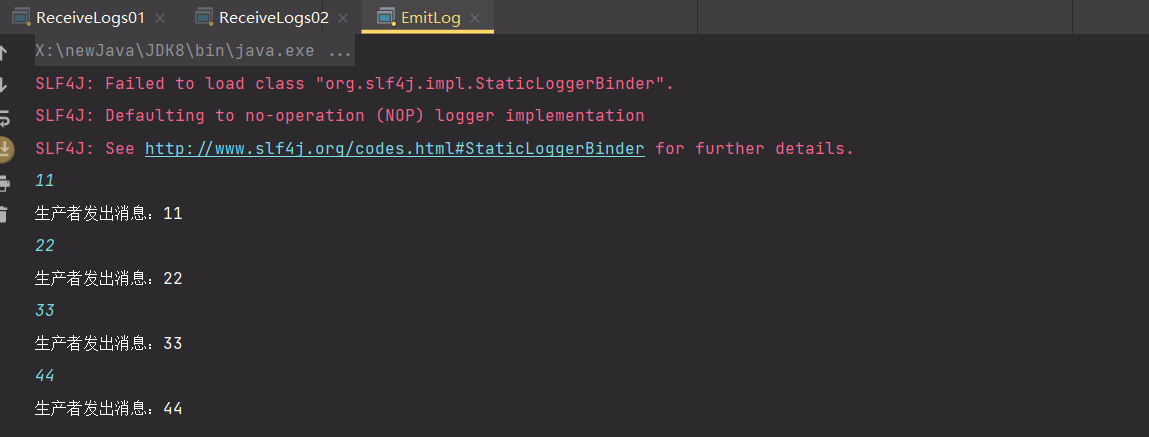 ReceiveLogs01 ReceiveLogs02 EmitLog
X:\newJava\JDK8\bin\java.exe ...
SLF4J: Failed to load class "org.slf4j.impl.StaticLoggerBinder".
SLF4J: Defaulting to no-operation (NOP) logger implementation
SLF4J: See http://www.slf4j.org/codes.html#StaticLoggerBinder for further details.
11
生产者发出消息：11
22
生产者发出消息：22
33
生产者发出消息：33
44
生产者发出消息：44